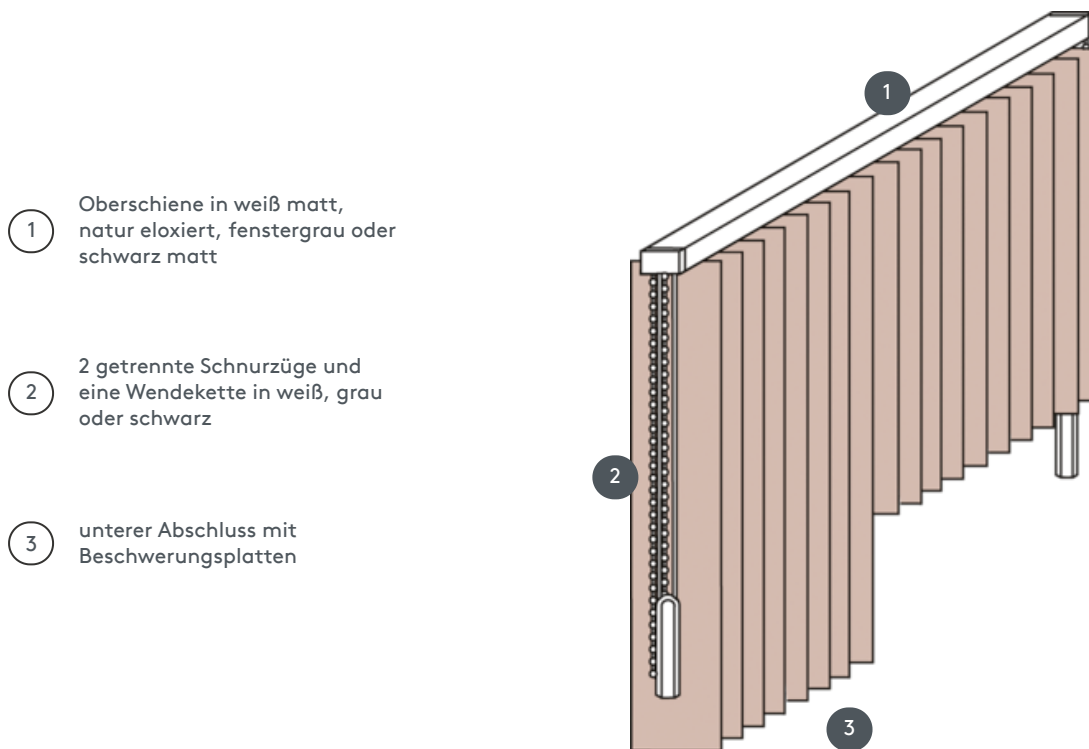 1
Oberschiene in weiß matt,
natur eloxiert, fenstergrau oder
schwarz matt
2
2 getrennte Schnurzüge und
eine Wendekette in weiß, grau
oder schwarz
3
unterer Abschluss mit
Beschwerungsplatten
1
2
3